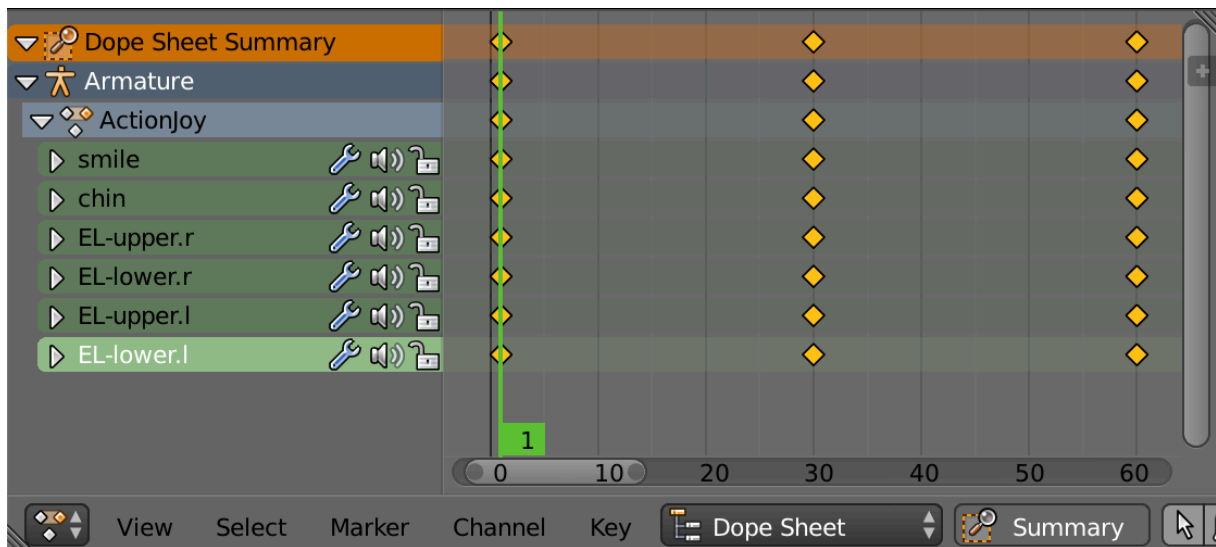 Dope Sheet Summary
Armature
ActionJoy
smile
chin
EL-upper.r
EL-lower.r
EL-upper.l
EL-lower.l
1
0 10 20 30 40 50 60
View Select Marker Channel Key Dope Sheet Summary